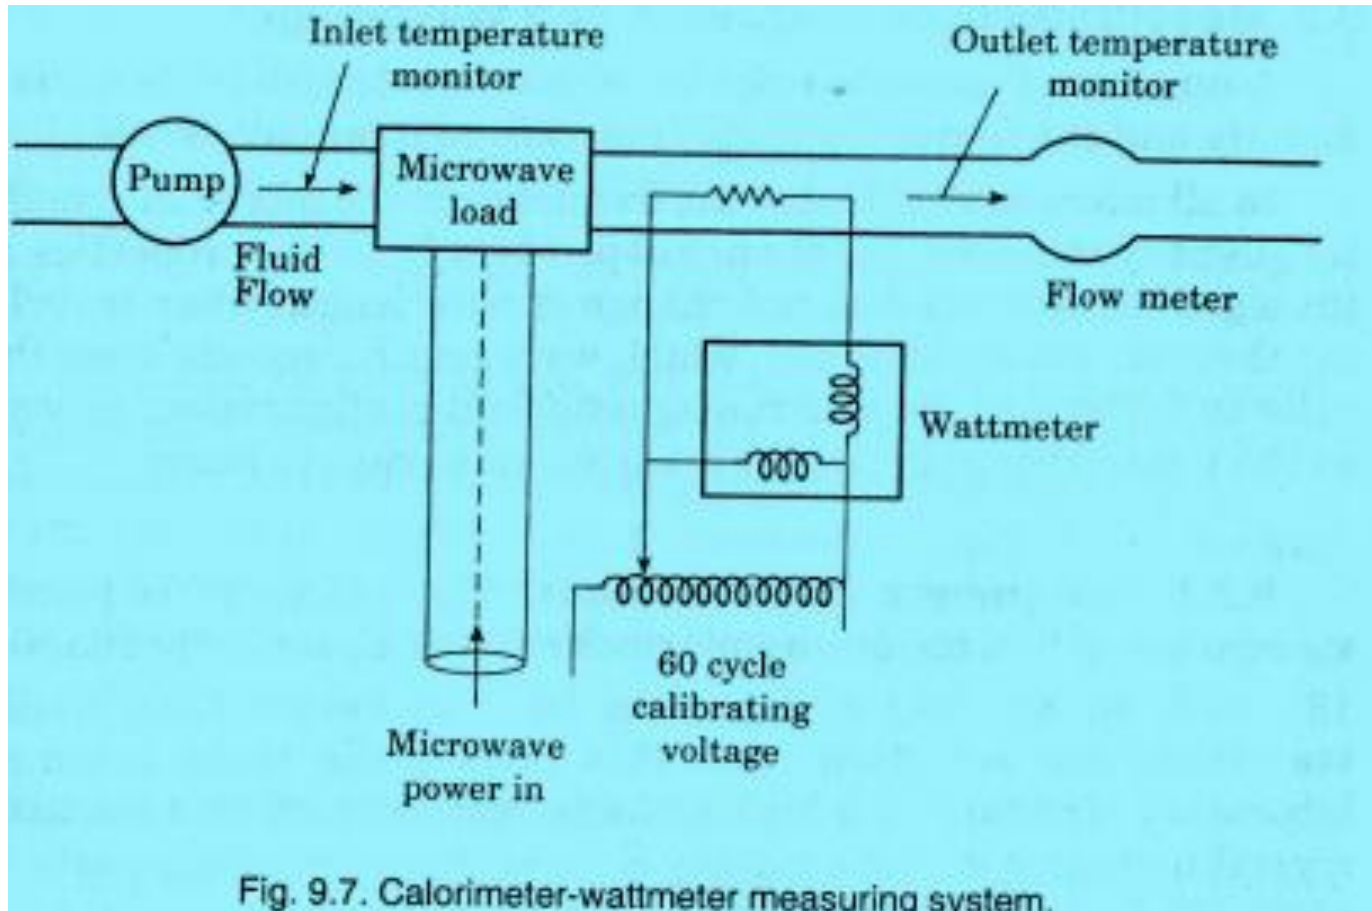 Inlet temperature
monitor
Outlet temperature
monitor
Pump
Microwave
load
Fluid
Flow
Flow meter
Wattmeter
60 cycle
calibrating
voltage
Microwave
power in
Fig. 9.7. Calorimeter-wattmeter measuring system.